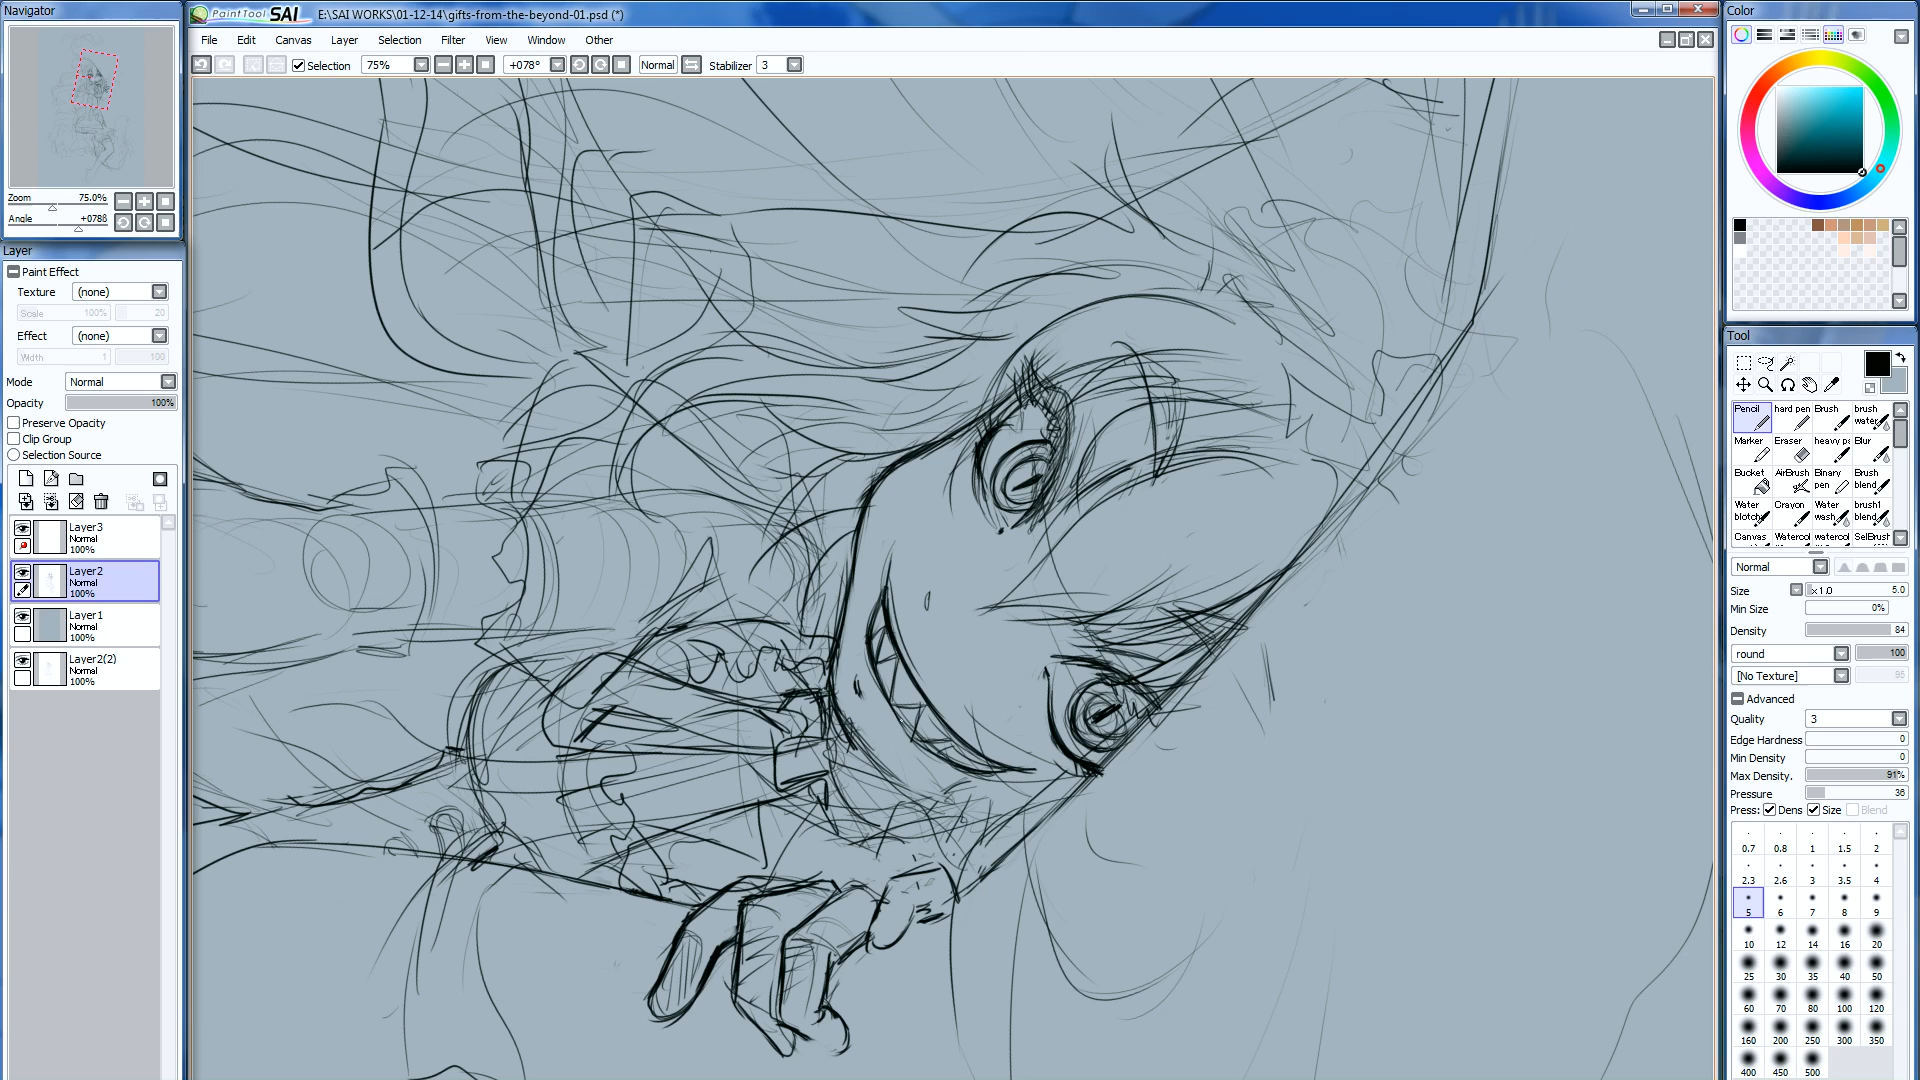 Navigator
PaintTool SAI E:\SAI WORKS\01-12-14\gifts-from-the-beyond-01.psd (*)
Color
File Edit Canvas Layer Selection Filter View Window Other
Selection 75% +078° Normal Stabilizer 3
Zoom 75.0%
Angle +078ß
Layer
Paint Effect
Texture (none)
Scale 100% 20
Effect (none)
Width 1 100
Mode Normal
Opacity 100%
Preserve Opacity
Clip Group
Selection Source
Layer3
Normal
100%
Layer2
Normal
100%
Layer1
Normal
100%
Layer2(2)
Normal
100%
Tool
Pencil hard pen Brush brush water
Marker Eraser heavy p Blur
Bucket AirBrush Binary pen Brush blend
Water blotch Crayon Water wash brush1 blend
Canvas Watercol watercol SelBrush
Normal
Size x1.0 5.0
Min Size 0%
Density 84
round 100
[No Texture] 95
Advanced
Quality 3
Edge Hardness 0
Min Density 0
Max Density. 91%
Pressure 36
Press: Dens Size Blend
0.7 0.8 1 1.5 2
2.3 2.6 3 3.5 4
5 6 7 8 9
10 12 14 16 20
25 30 35 40 50
60 70 80 100 120
160 200 250 300 350
400 450 500